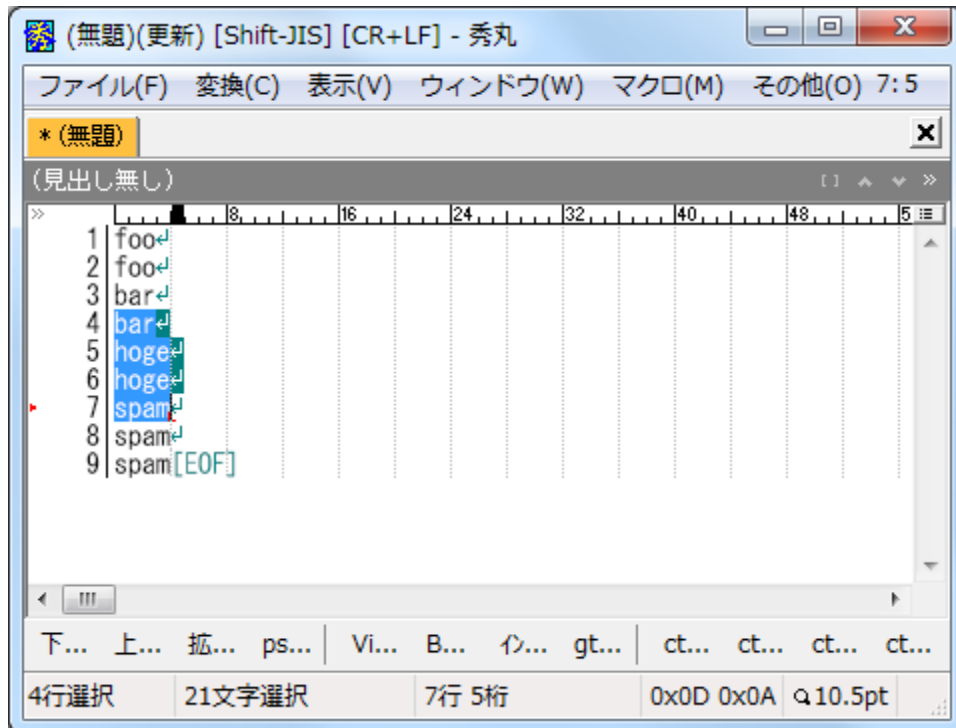 (無題)(更新) [Shift-JIS] [CR+LF] - 秀丸
ファイル(F) 変換(C) 表示(V) ウィンドウ(W) マクロ(M) その他(O) 7:5
* (無題)
(見出し無し)
8 16 24 32 40 48 5
1 foo
2 foo
3 bar
4 bar
5 hoge
6 hoge
7 spam
8 spam
9 spam[EOF]
下... 上... 拡... ps... Vi... B... イン... gt... ct... ct... ct... ct...
4行選択 21文字選択 7行 5桁 0x0D 0x0A 10.5pt